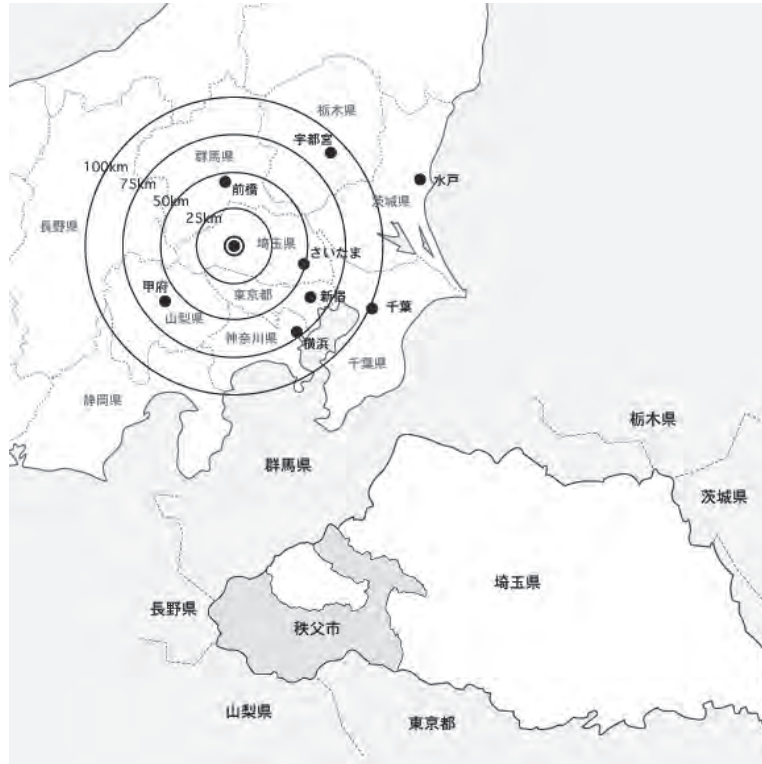 栃木県
宇都宮
群馬県
100km
75km
前橋
水戸
50km
茨城県
25km
長野県
埼玉県
さいたま
甲府
東京都
新宿
千葉
山梨県
神奈川県
横浜
千葉県
静岡県
栃木県
群馬県
茨城県
埼玉県
長野県
秩父市
山梨県
東京都